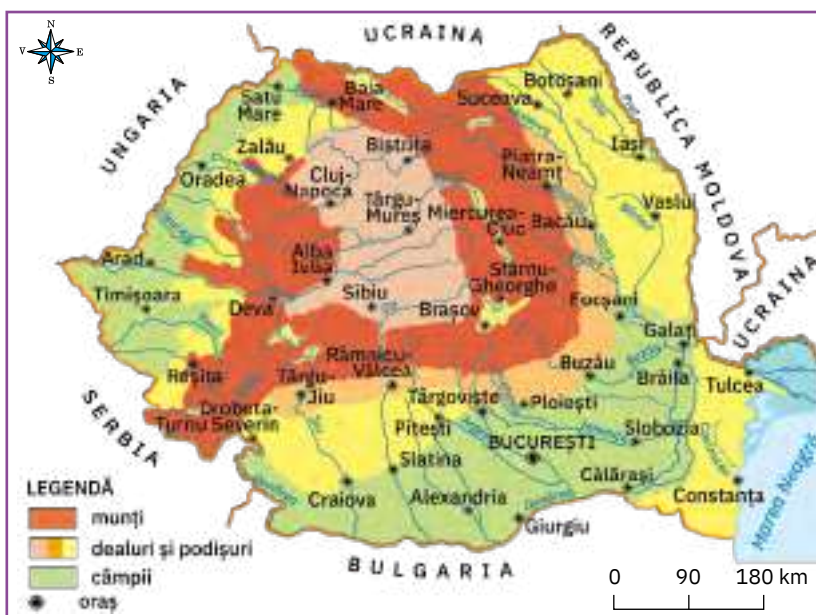 N
V E
S
UCRAINA
REPUBLICA MOLDOVA
UNGARIA
Satu
Mare
Baia
Mare
Suceava
Botoșani
Zalău
Bistrița
Iași
Oradea
Cluj-
Napoca
Piatra-
Neamț
Târgu-
Mureș
Miercurea-
Ciuc
Bacău
Vaslui
Arad
Alba
Iulia
Sfântu-
Gheorghe
UCRAINA
Timișoara
Deva
Sibiu
Brașov
Focșani
Galați
Reșița
Râmnicu-
Vâlcea
Târgu-
Jiu
Buzău
Brăila
Tulcea
SERBIA
Drobeta-
Turnu Severin
Târgoviște
Ploiești
Pitești
BUCUREȘTI
Slobozia
Slatina
Călărași
Constanța
Marea Neagră
Craiova
Alexandria
Giurgiu
BULGARIA
LEGENDĂ
munți
dealuri și podișuri
câmpii
oraș
0 90 180 km